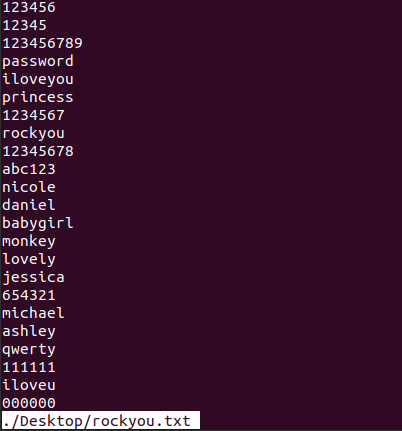 123456
12345
123456789
password
iloveyou
princess
1234567
rockyou
12345678
abc123
nicole
daniel
babygirl
monkey
lovely
jessica
654321
michael
ashley
qwerty
111111
iloveu
000000
./Desktop/rockyou.txt